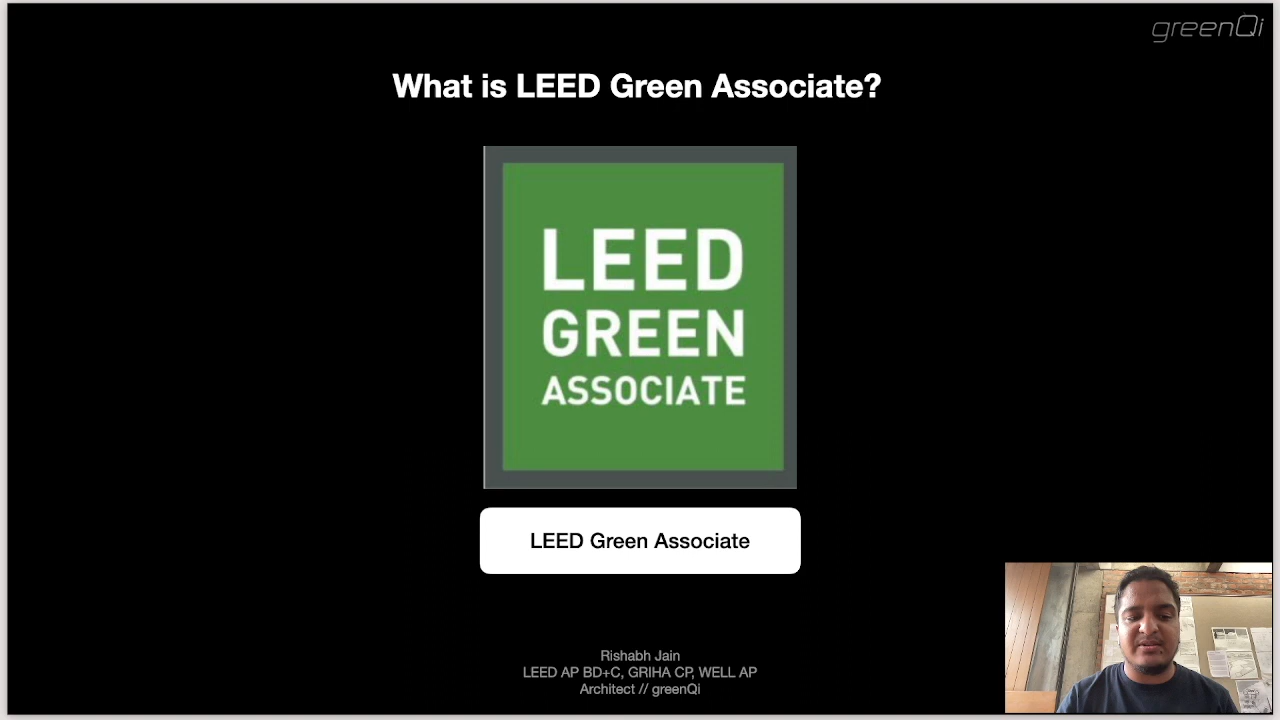 greenQi
What is LEED Green Associate?
LEED
GREEN
ASSOCIATE
LEED Green Associate
Rishabh Jain
LEED AP BD+C, GRIHA CP, WELL AP
Architect // greenQi